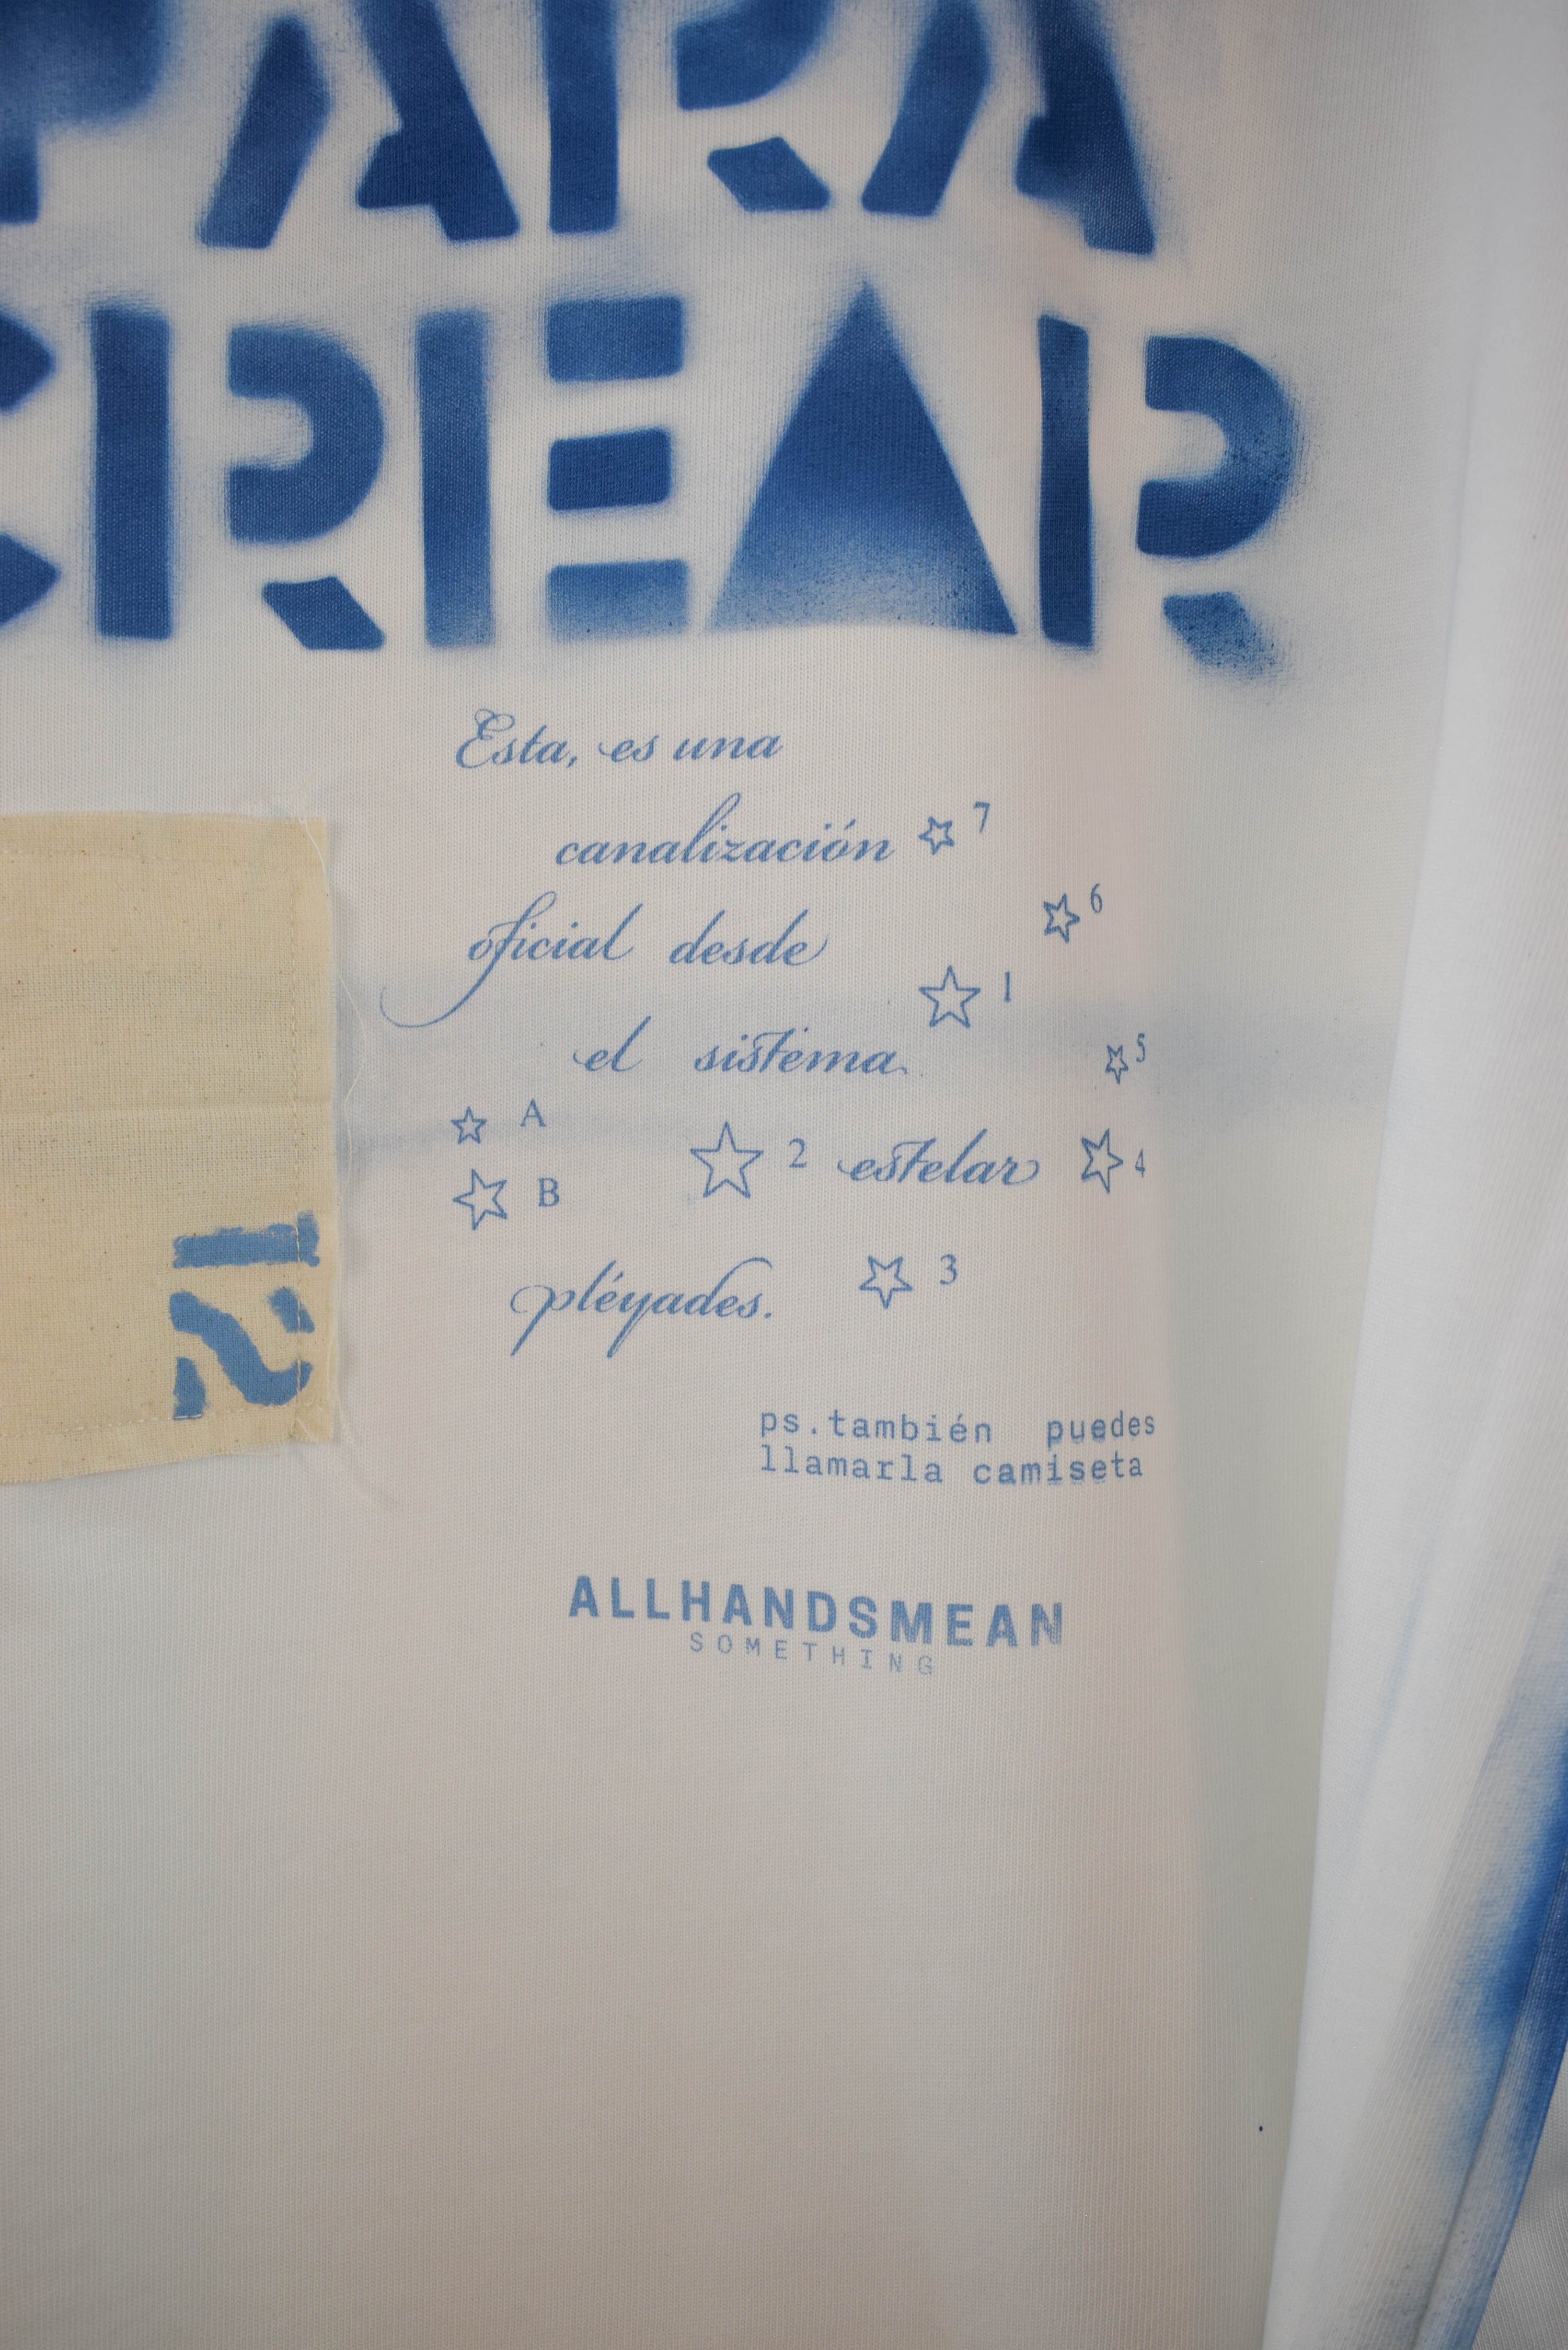 PARA
CREAR
Esta, es una
canalización 7
6
oficial desde
1
el sistema
5
A
B
2 estelar 4
pléyades. 3
12
ps.también puedes
llamarla camiseta
ALLHANDSMEAN
SOMETHING